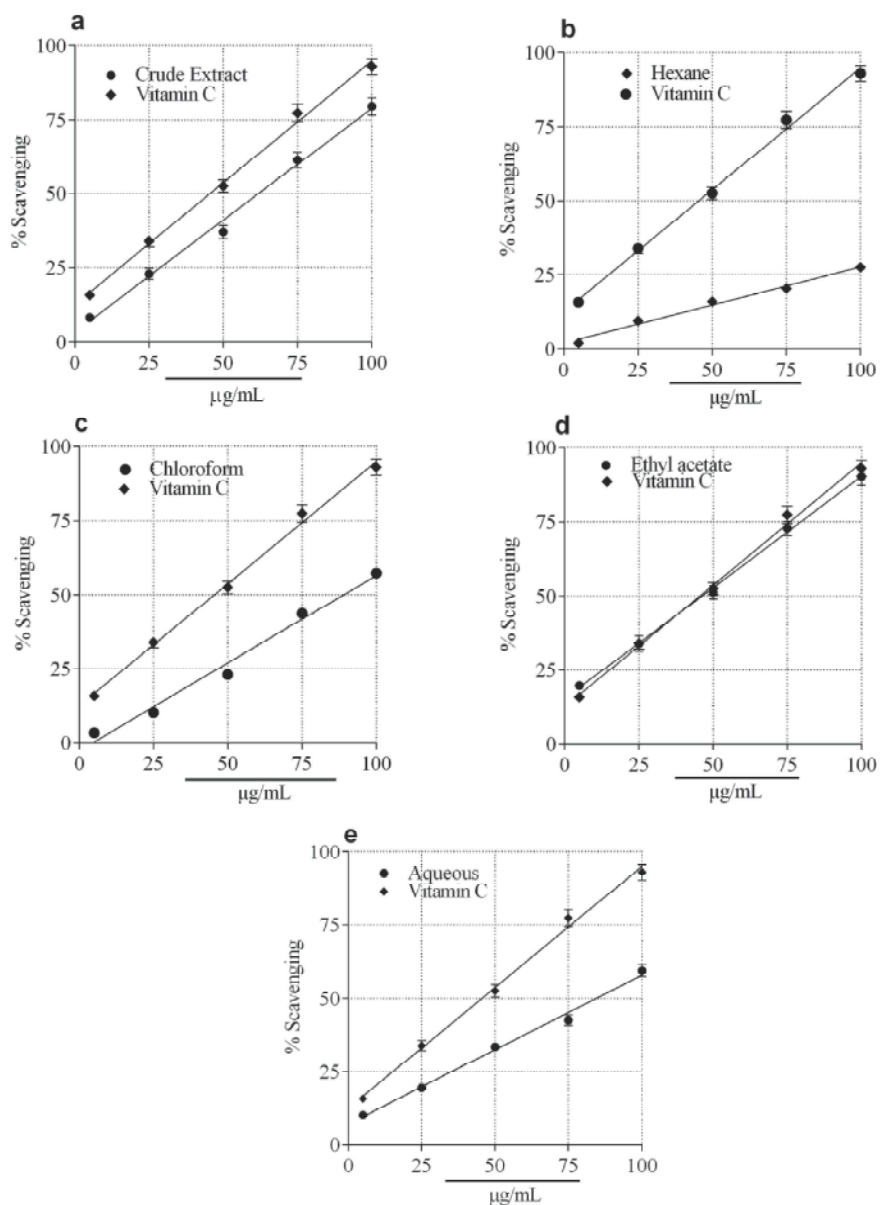 a
100
75
50
25
0
% Scavenging
Crude Extract
Vitamin C
0 25 50 75 100
µg/mL
b
100
75
50
25
0
% Scavenging
Hexane
Vitamin C
0 25 50 75 100
µg/mL
c
100
75
50
25
0
% Scavenging
Chloroform
Vitamin C
0 25 50 75 100
µg/mL
d
100
75
50
25
0
% Scavenging
Ethyl acetate
Vitamin C
0 25 50 75 100
µg/mL
e
100
75
50
25
0
% Scavenging
Aqueous
Vitamin C
0 25 50 75 100
µg/mL